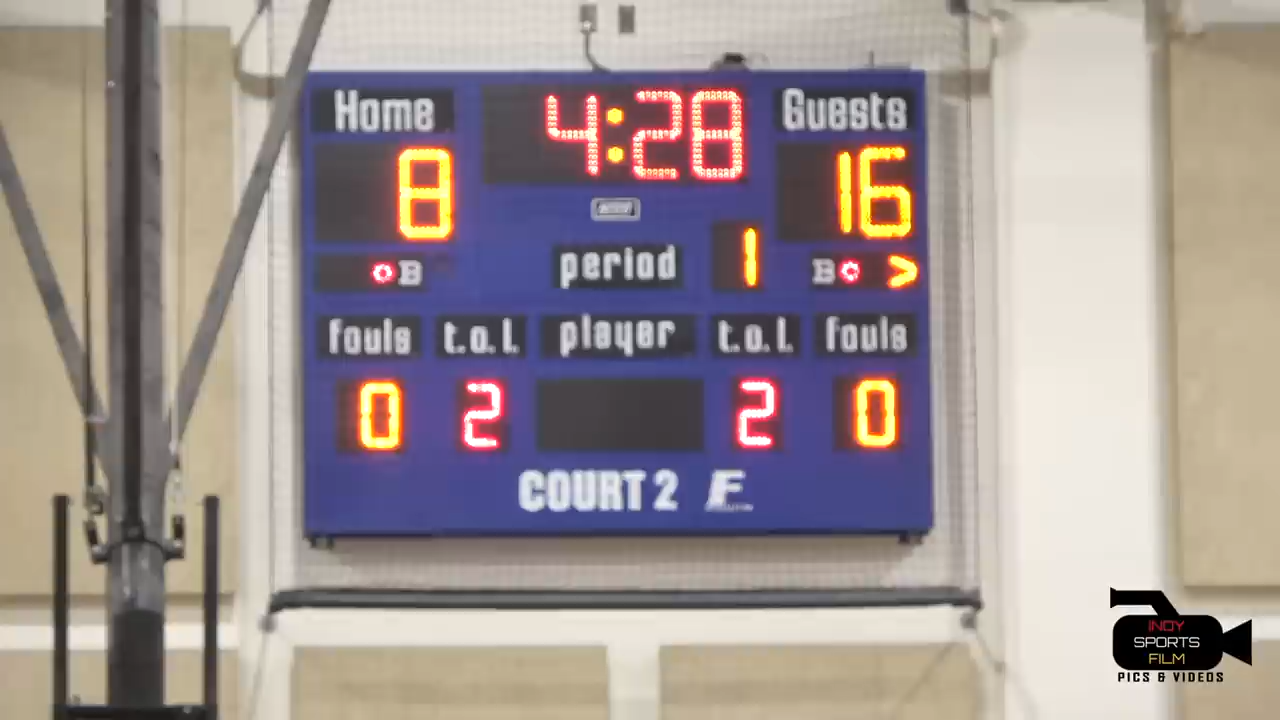 Home 4:28 Guests
8 16
B period 1 B >
fouls t.o.l. player t.o.l. fouls
0 2 2 0
COURT 2 F
INDY
SPORTS
FILM
PICS & VIDEOS